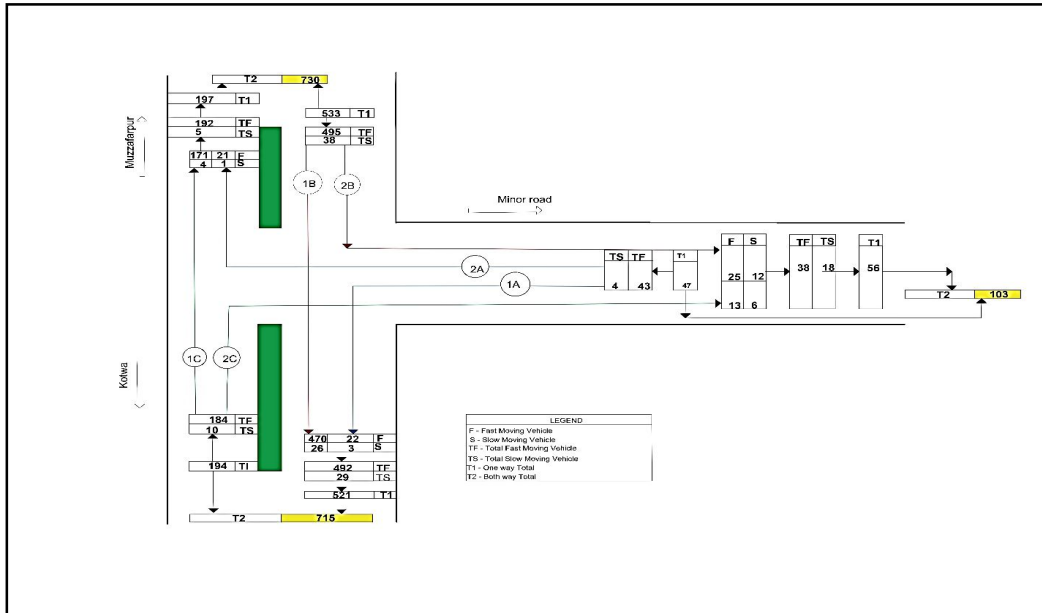 T2 730
197 T1
533 T1
192 TF
5 TS
495 TF
38 TS
Muzzafarpur
171 21 F
4 1 S
1B
2B
Minor road
F S
25 12
13 6
TF TS
38 18
T1
56
TS TF
4 43
T1
47
2A
1A
T2 103
1C
2C
Kotwa
184 TF
10 TS
194 TI
470 22 F
26 3 S
492 TF
29 TS
521 T1
T2 715
LEGEND
F - Fast Moving Vehicle
S - Slow Moving Vehicle
TF - Total Fast Moving Vehicle
TS - Total Slow Moving Vehicle
T1 - One way Total
T2 - Both way Total